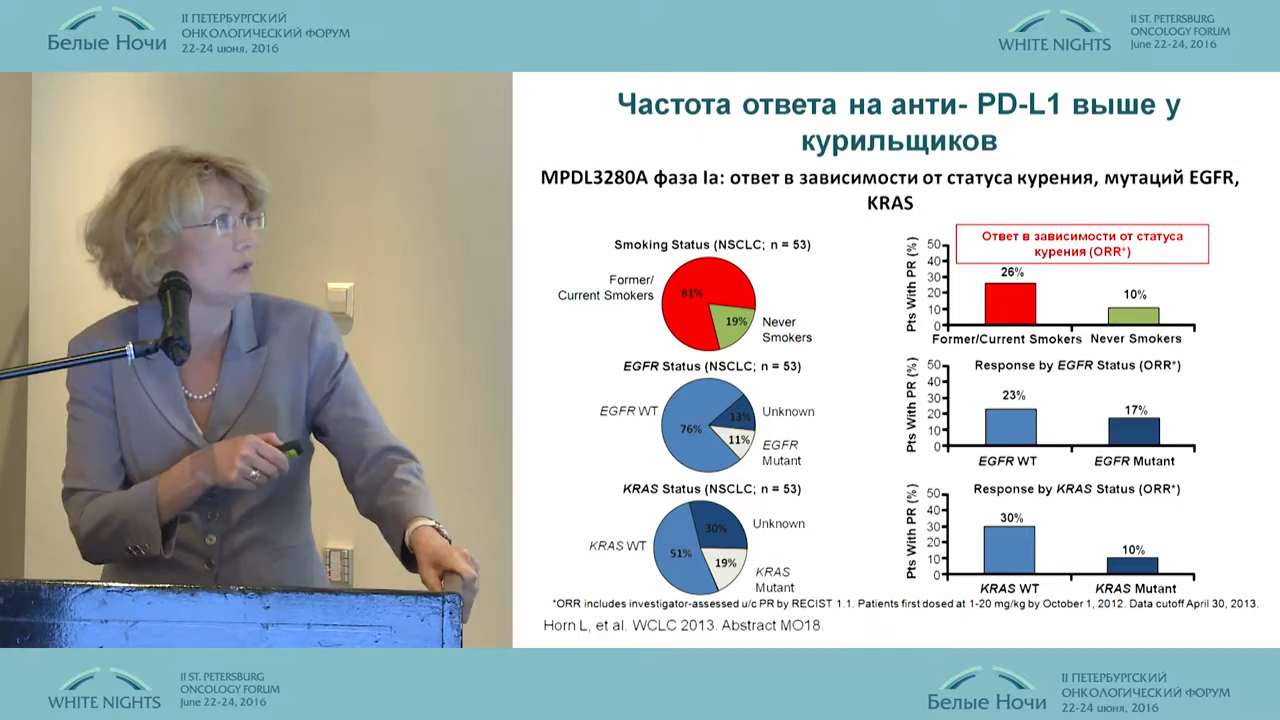 Белые Ночи
II ПЕТЕРБУРГСКИЙ
ОНКОЛОГИЧЕСКИЙ ФОРУМ
22-24 июня, 2016
WHITE NIGHTS
II ST. PETERSBURG
ONCOLOGY FORUM
June 22-24, 2016
Частота ответа на анти- PD-L1 выше у
курильщиков
MPDL3280A фаза Ia: ответ в зависимости от статуса курения, мутаций EGFR,
KRAS
Smoking Status (NSCLC; n = 53)
Former/
Current Smokers
81%
19%
Never
Smokers
Ответ в зависимости от статуса
курения (ORR*)
Pts With PR (%)
50
40
30
20
10
0
26%
10%
Former/Current Smokers
Never Smokers
EGFR Status (NSCLC; n = 53)
EGFR WT
76%
13%
Unknown
11%
EGFR
Mutant
Response by EGFR Status (ORR*)
Pts With PR (%)
50
40
30
20
10
0
23%
17%
EGFR WT
EGFR Mutant
KRAS Status (NSCLC; n = 53)
KRAS WT
51%
30%
Unknown
19%
KRAS
Mutant
Response by KRAS Status (ORR*)
Pts With PR (%)
50
40
30
20
10
0
30%
10%
KRAS WT
KRAS Mutant
*ORR includes investigator-assessed u/c PR by RECIST 1.1. Patients first dosed at 1-20 mg/kg by October 1, 2012. Data cutoff April 30, 2013.
Horn L, et al. WCLC 2013. Abstract MO18.
WHITE NIGHTS
II ST. PETERSBURG
ONCOLOGY FORUM
June 22-24, 2016
Белые Ночи
II ПЕТЕРБУРГСКИЙ
ОНКОЛОГИЧЕСКИЙ ФОРУМ
22-24 июня, 2016